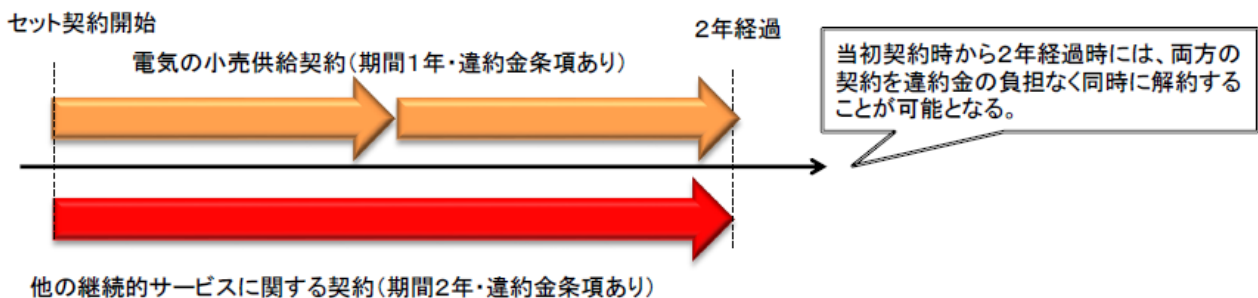 セット契約開始
2年経過
電気の小売供給契約(期間1年・違約金条項あり)
当初契約時から2年経過時には、両方の
契約を違約金の負担なく同時に解約する
ことが可能となる。
他の継続的サービスに関する契約(期間2年・違約金条項あり)